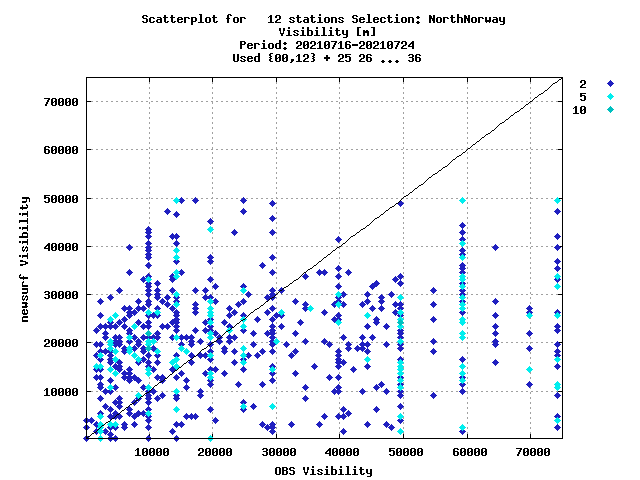 Scatterplot for   12 stations Selection: NorthNorway
Visibility [m]
Period: 20210716-20210724
Used {00,12} + 25 26 ... 36
2
5
10
70000
60000
50000
40000
30000
20000
10000
newsurf Visibility
10000 20000 30000 40000 50000 60000 70000
OBS Visibility